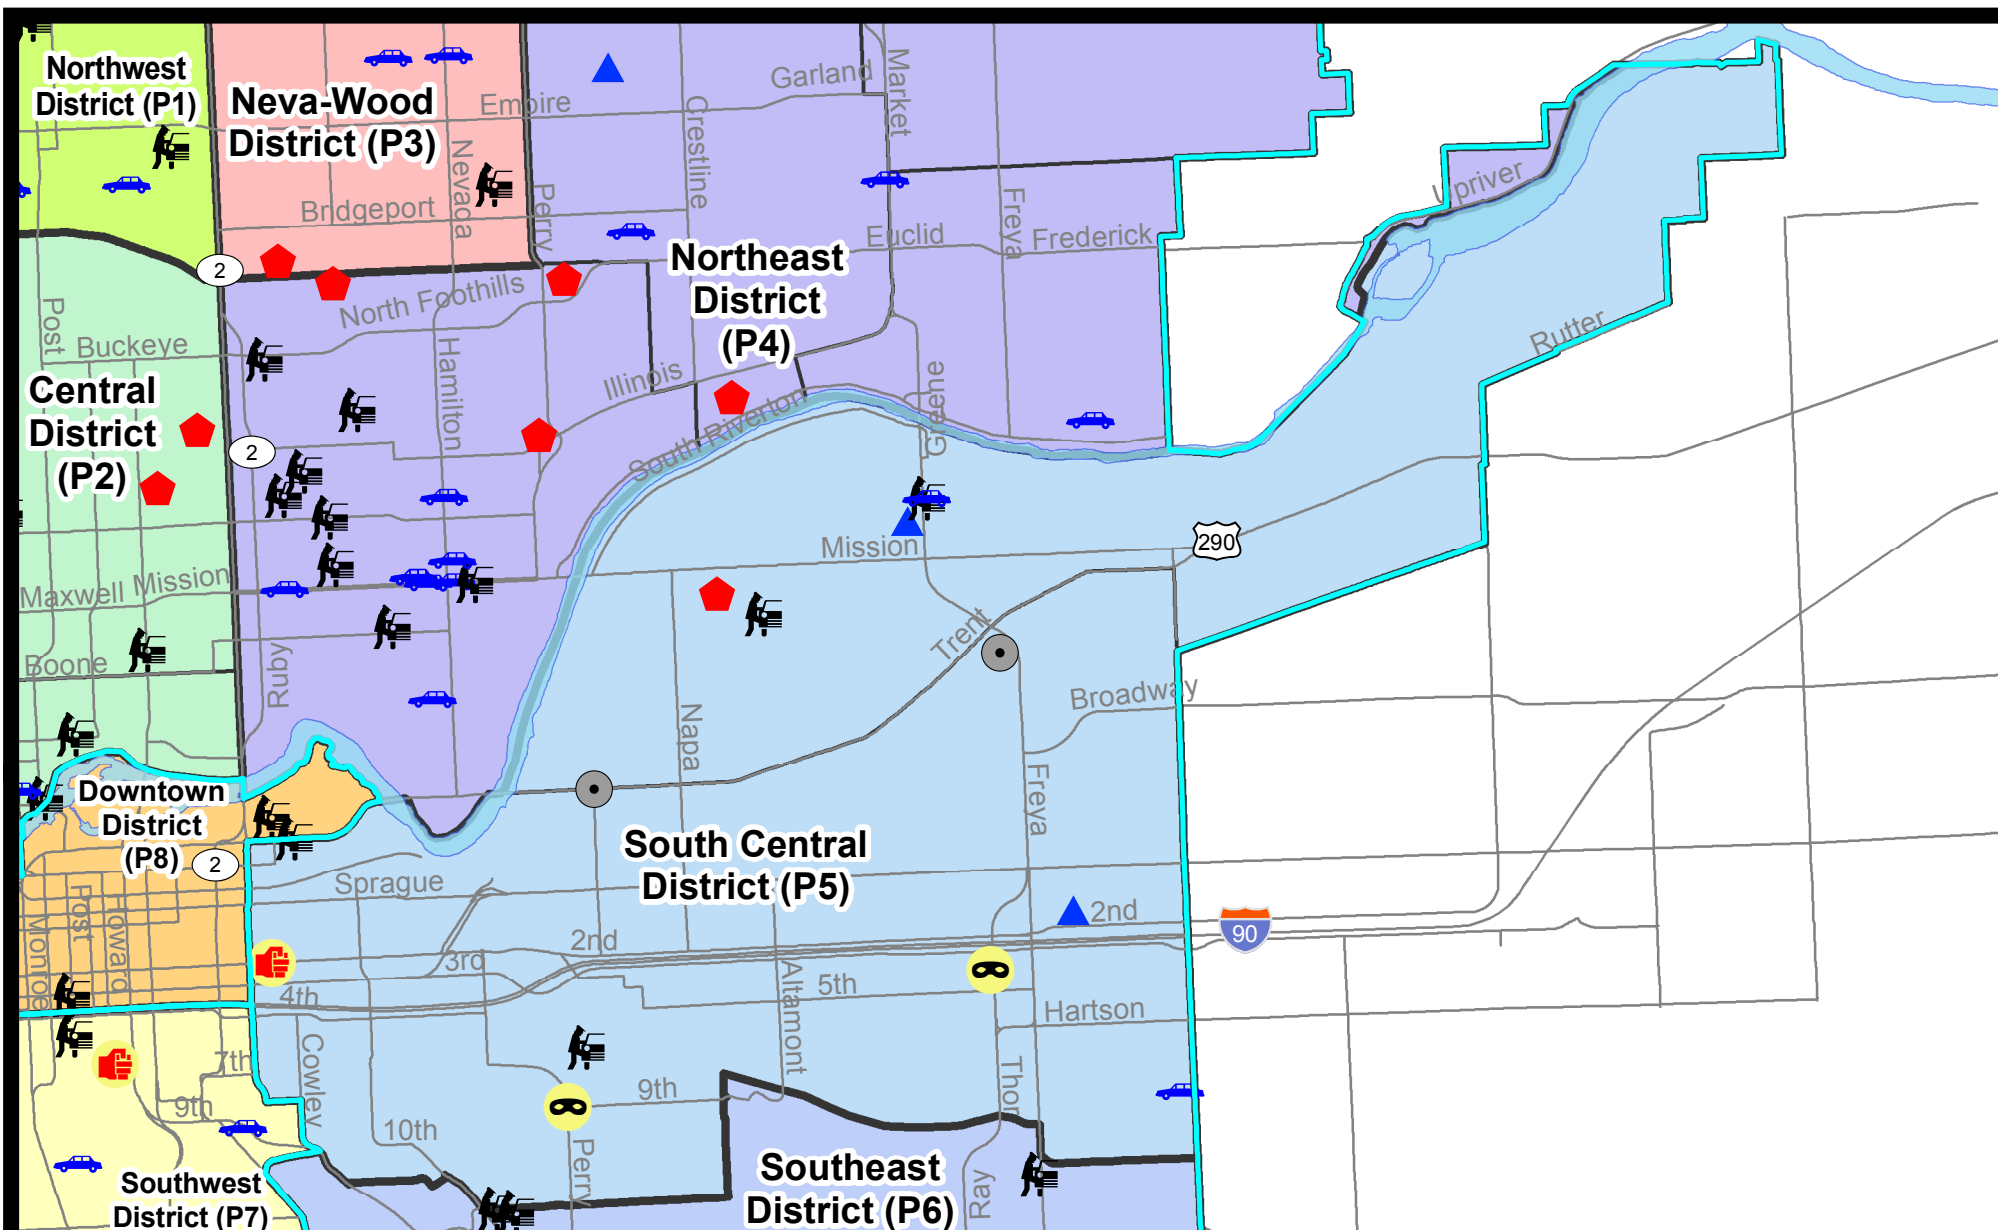 Northwest
District (P1)
Neva-Wood
District (P3)
Empire
Garland
Market
Crestline
Nevada
Perry
Bridgeport
Freya
Euclid
Frederick
Upriver
2
Northeast
District
(P4)
North Foothills
Post
Buckeye
Hamilton
Illinois
Greene
Rutter
Central
District
(P2)
2
South Riverton
290
Mission
Maxwell
Mission
Trent
Boone
Ruby
Napa
Broadway
Freya
Downtown
District
(P8)
2
South Central
District (P5)
Sprague
Post
Howard
Monroe
2nd
2nd
90
3rd
4th
5th
Altamont
Hartson
Cowley
7th
9th
9th
10th
Thor
Perry
Ray
Southwest
District (P7)
Southeast
District (P6)